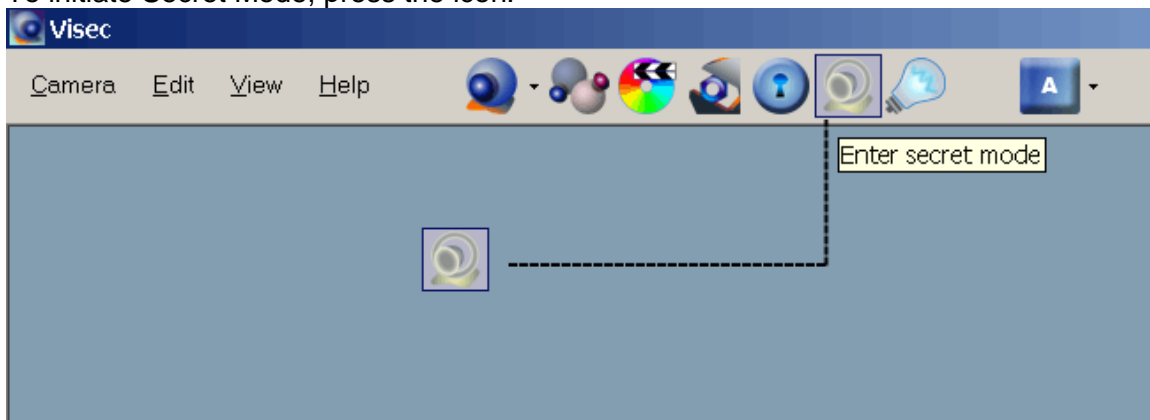 To initiate Secret Mode, press the icon.
Visec
Camera Edit View Help A
Enter secret mode